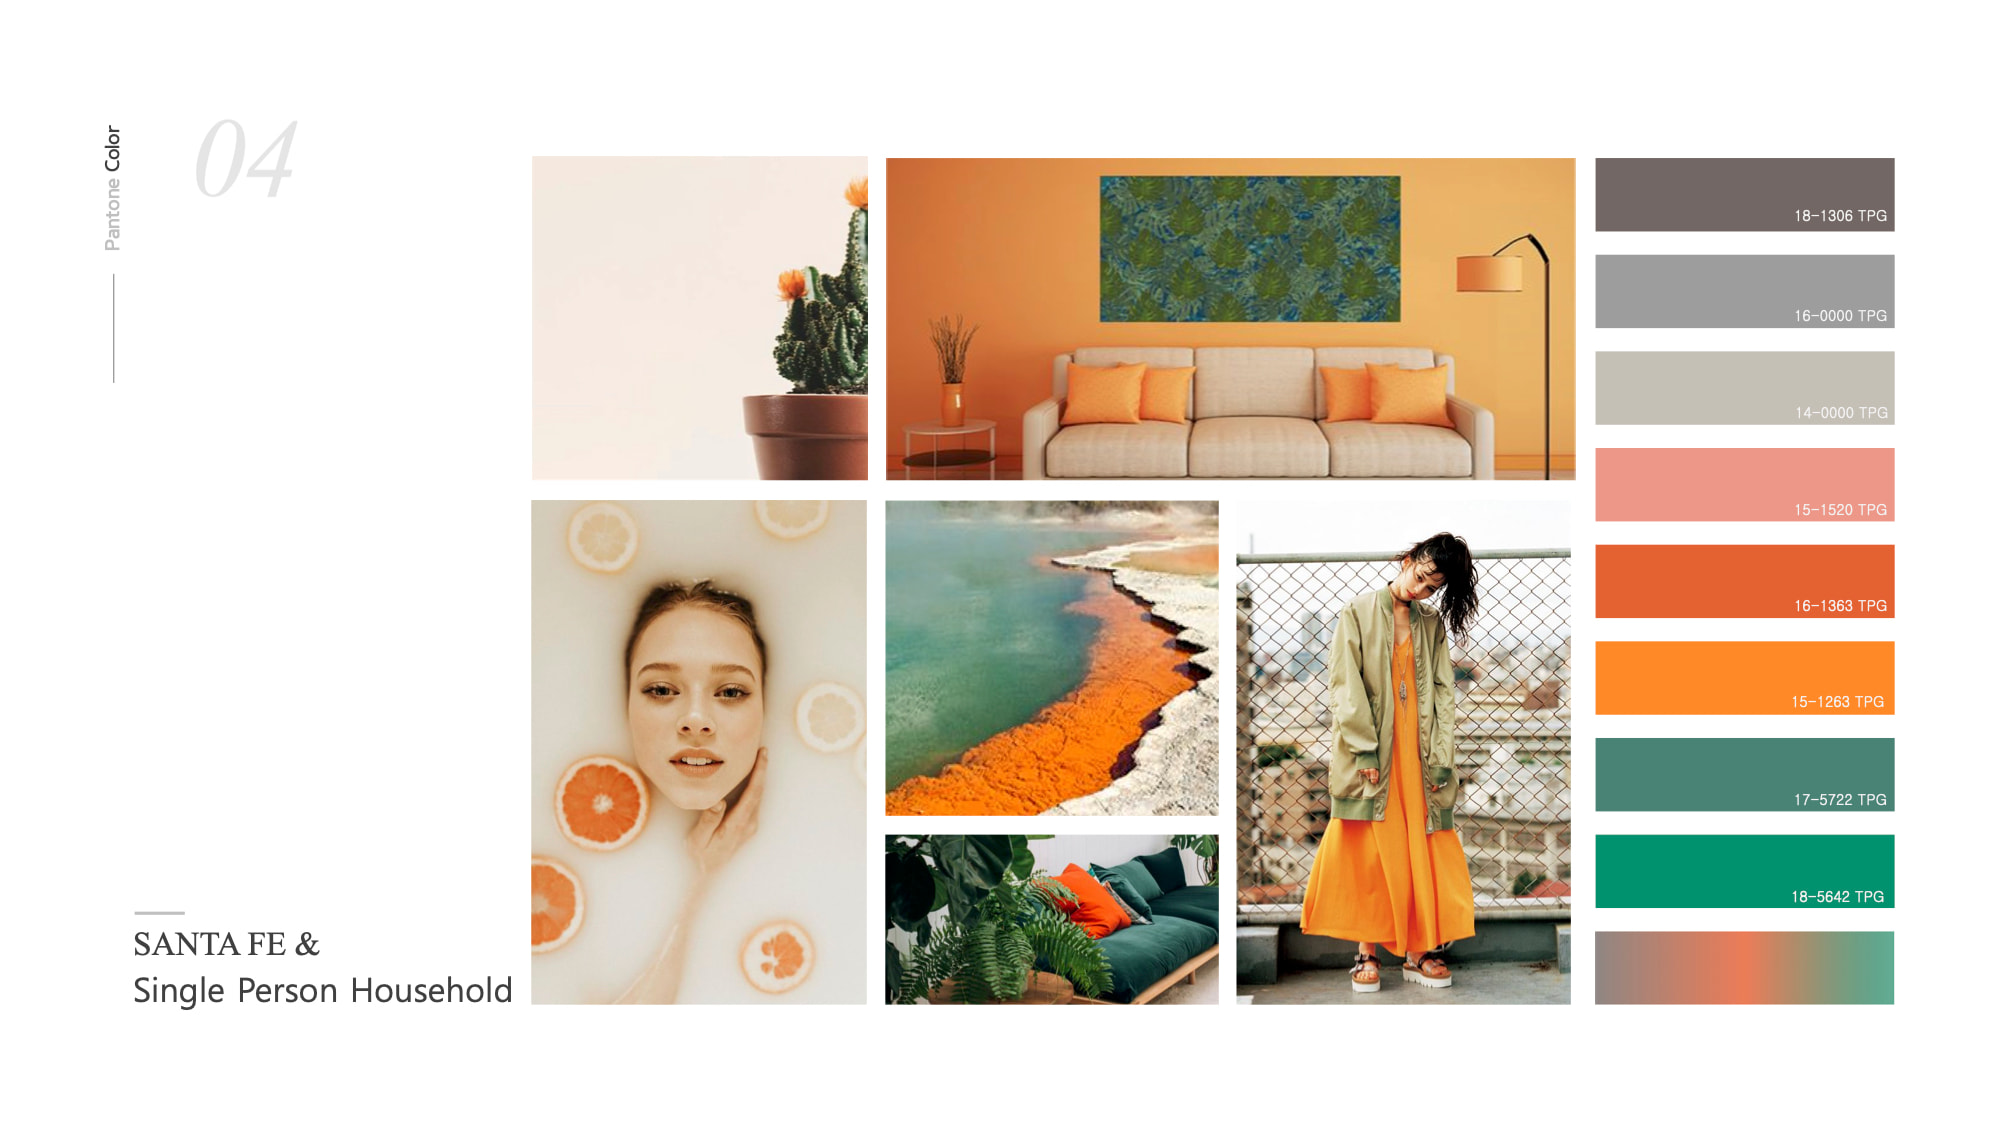 Pantone Color
04
SANTA FE &
Single Person Household
18-1306 TPG
16-0000 TPG
14-0000 TPG
15-1520 TPG
16-1363 TPG
15-1263 TPG
17-5722 TPG
18-5642 TPG